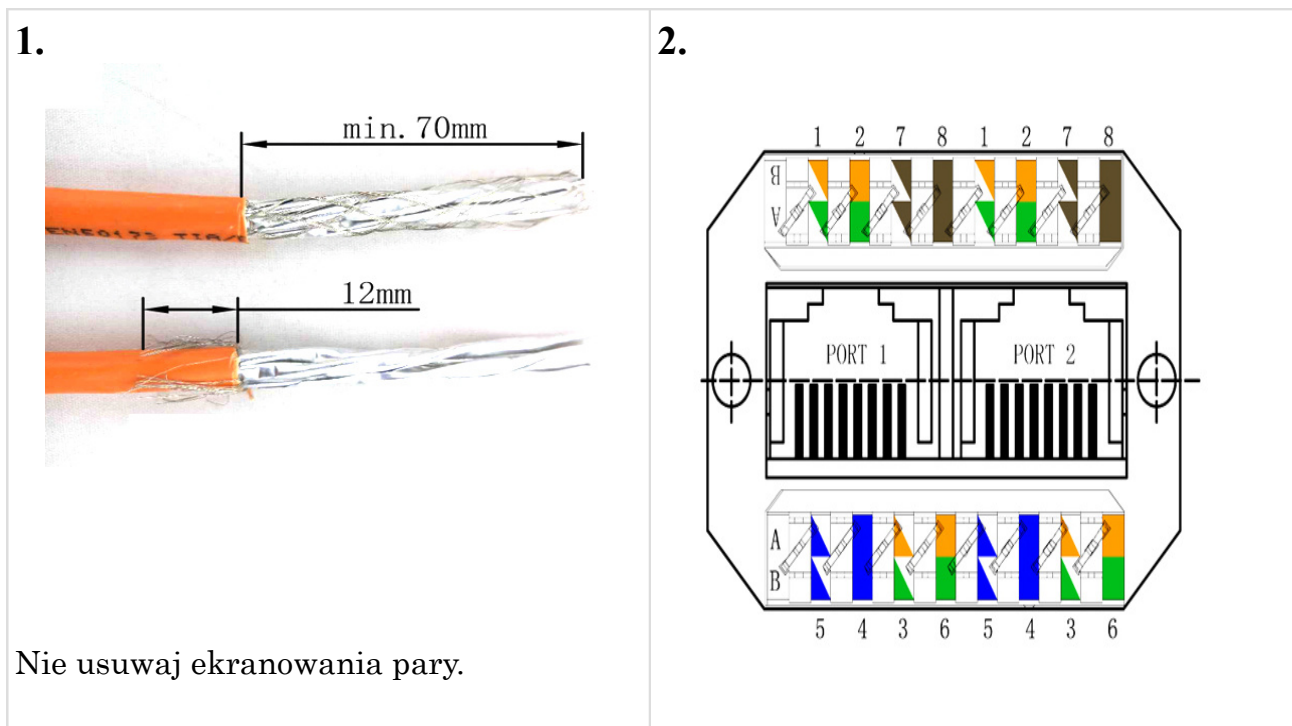 1.
min.70mm
12mm
Nie usuwaj ekranowania pary.
2.
1 2 7 8 1 2 7 8
B
A
PORT 1 PORT 2
A
B
5 4 3 6 5 4 3 6